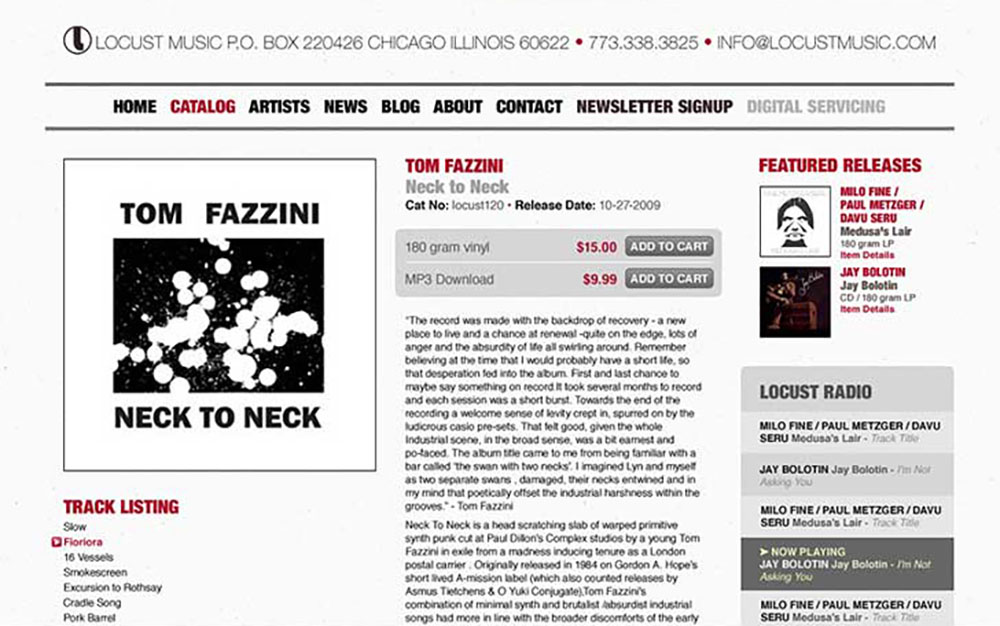 LOCUST MUSIC P.O. BOX 220426 CHICAGO ILLINOIS 60622 • 773.338.3825 • INFO@LOCUSTMUSIC.COM
HOME CATALOG ARTISTS NEWS BLOG ABOUT CONTACT NEWSLETTER SIGNUP DIGITAL SERVICING
TOM FAZZINI
NECK TO NECK
TRACK LISTING
Slow
Fioriora
16 Vessels
Smokescreen
Excursion to Rothsay
Cradle Song
Pork Barrel
TOM FAZZINI
Neck to Neck
Cat No: locust120 • Release Date: 10-27-2009
180 gram vinyl $15.00 ADD TO CART
MP3 Download $9.99 ADD TO CART
"The record was made with the backdrop of recovery - a new
place to live and a chance at renewal -quite on the edge, lots of
anger and the absurdity of life all swirling around. Remember
believing at the time that I would probably have a short life, so
that desperation fed into the album. First and last chance to
maybe say something on record.It took several months to record
and each session was a short burst. Towards the end of the
recording a welcome sense of levity crept in, spurred on by the
ludicrous casio pre-sets. That felt good, given the whole
Industrial scene, in the broad sense, was a bit earnest and
po-faced. The album title came to me from being familiar with a
bar called 'the swan with two necks'. I imagined Lyn and myself
as two separate swans , damaged, their necks entwined and in
my mind that poetically offset the industrial harshness within the
grooves." - Tom Fazzini
Neck To Neck is a head scratching slab of warped primitive
synth punk cut at Paul Dillon's Complex studios by a young Tom
Fazzini in exile from a madness inducing tenure as a London
postal carrier . Originally released in 1984 on Gordon A. Hope's
short lived A-mission label (which also counted releases by
Asmus Tietchens & O Yuki Conjugate),Tom Fazzini's
combination of minimal synth and brutalist /absurdist industrial
songs had more in line with the broader discomforts of the early
FEATURED RELEASES
MILO FINE /
PAUL METZGER /
DAVU SERU
Medusa's Lair
180 gram LP
Item Details
JAY BOLOTIN
Jay Bolotin
CD / 180 gram LP
Item Details
LOCUST RADIO
MILO FINE / PAUL METZGER / DAVU
SERU Medusa's Lair - Track Title
JAY BOLOTIN Jay Bolotin - I'm Not
Asking You
MILO FINE / PAUL METZGER / DAVU
SERU Medusa's Lair - Track Title
➤ NOW PLAYING
JAY BOLOTIN Jay Bolotin - I'm Not
Asking You
MILO FINE / PAUL METZGER / DAVU
SERU Medusa's Lair - Track Title